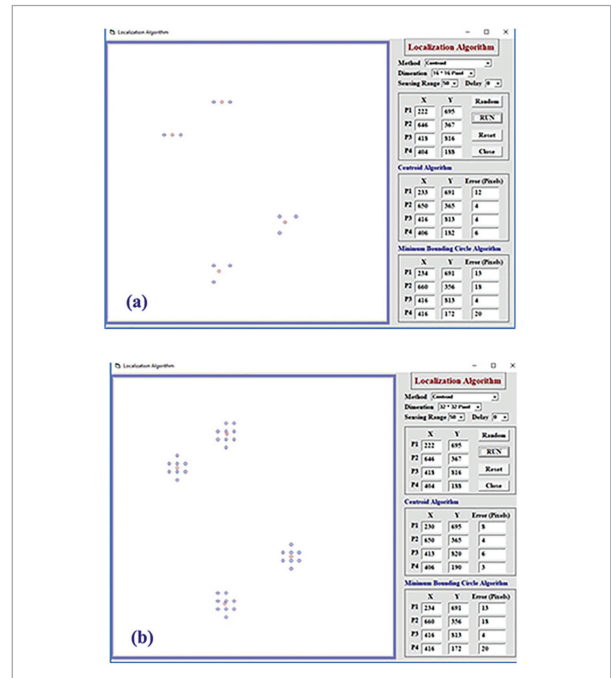 Localization Algorithm
Localization Algorithm
Method Centroid
Dimention 16 * 16 Pixel
Sensing Range 50 Delay 0
X Y Random
P1 222 695
P2 646 367 RUN
P3 418 816 Reset
P4 404 188 Close
Centroid Algorithm
X Y Error (Pixels)
P1 233 691 12
P2 650 365 4
P3 416 813 4
P4 406 182 6
Minimum Bounding Circle Algorithm
X Y Error (Pixels)
P1 234 691 13
P2 660 356 18
P3 416 813 4
P4 416 172 20
(a)
Localization Algorithm
Localization Algorithm
Method Centroid
Dimention 32 * 32 Pixel
Sensing Range 50 Delay 0
X Y Random
P1 222 695
P2 646 367 RUN
P3 418 816 Reset
P4 404 188 Close
Centroid Algorithm
X Y Error (Pixels)
P1 230 695 8
P2 650 365 4
P3 413 820 6
P4 406 190 3
Minimum Bounding Circle Algorithm
X Y Error (Pixels)
P1 234 691 13
P2 660 356 18
P3 416 813 4
P4 416 172 20
(b)